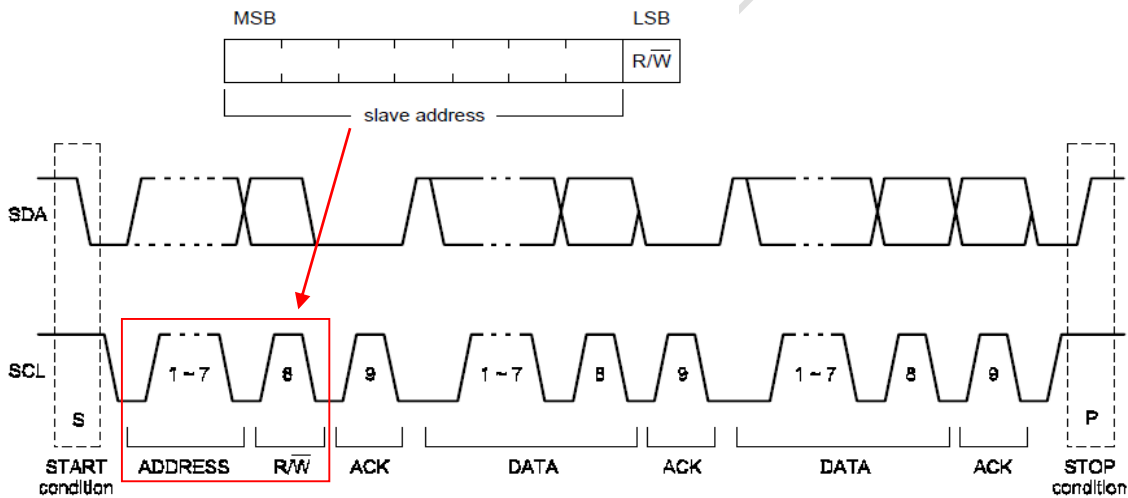 MSB LSB
R/W̅
slave address
SDA
SCL 1 ~ 7 8 9 1 ~ 7 8 9 1 ~ 7 8 9
S P
START ADDRESS R/W̅ ACK DATA ACK DATA ACK STOP
condition condition